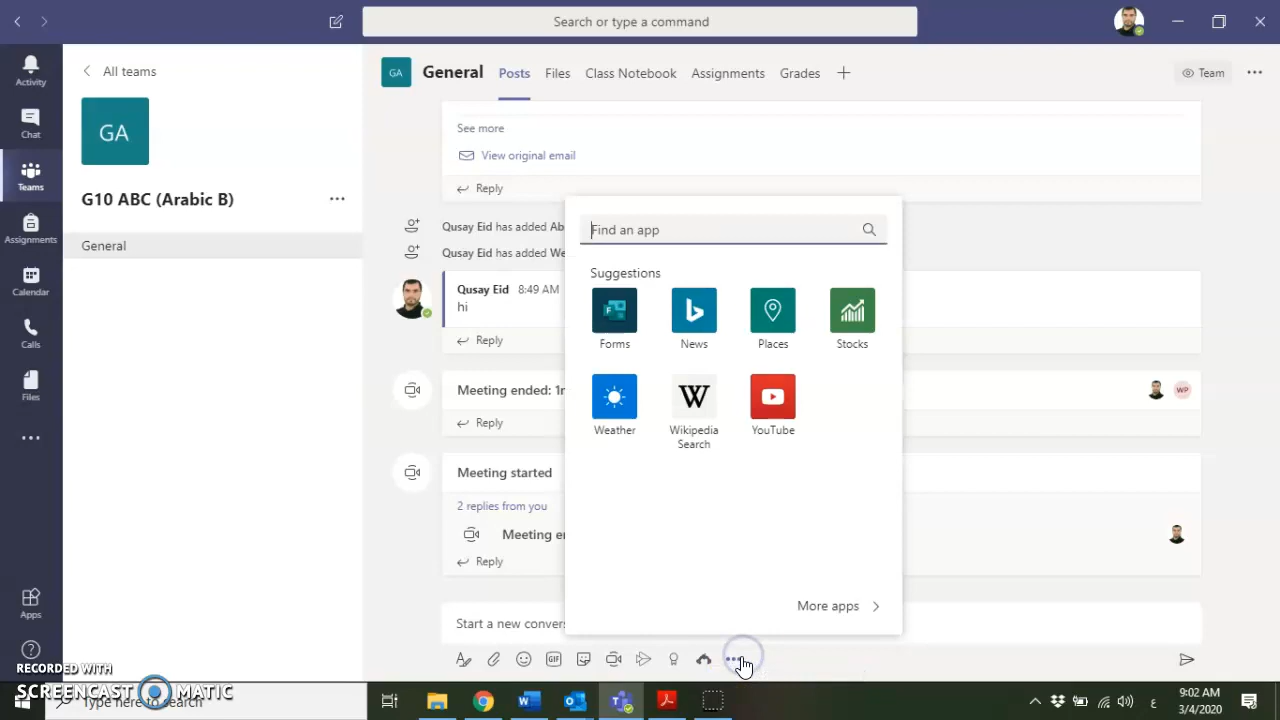 Search or type a command
Activity
Chat
Teams
Assignments
Calendar
Calls
Files
Apps
All teams
GA
G10 ABC (Arabic B)
General
GA
General
Posts
Files
Class Notebook
Assignments
Grades
Team
See more
View original email
Reply
Qusay Eid has added Ab
Qusay Eid has added We
Qusay Eid 8:49 AM
hi
Reply
Meeting ended: 1m
WP
Reply
Meeting started
2 replies from you
Meeting en
Reply
Start a new convers
GIF
Find an app
Suggestions
Forms
News
Places
Stocks
Weather
Wikipedia
Search
YouTube
More apps
RECORDED WITH
SCREENCAST MATIC
Type here to search
ع
9:02 AM
3/4/2020